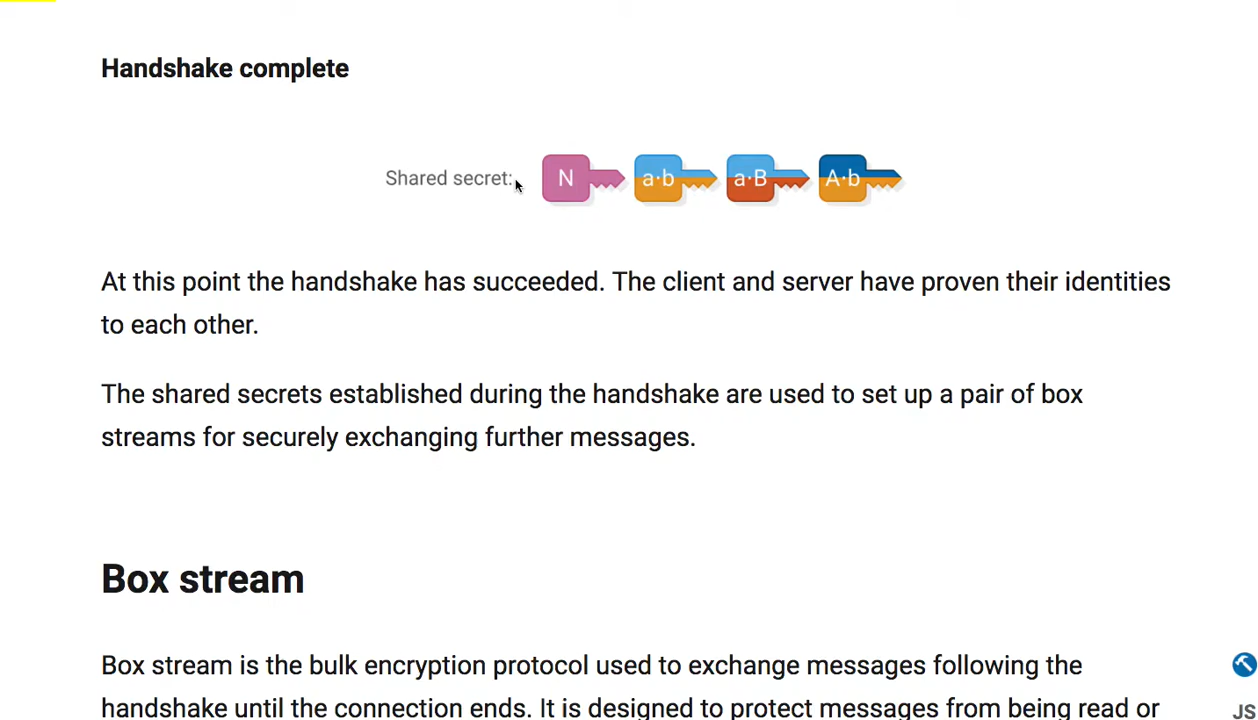 Handshake complete
Shared secret: N a·b a·B A·b
At this point the handshake has succeeded. The client and server have proven their identities
to each other.
The shared secrets established during the handshake are used to set up a pair of box
streams for securely exchanging further messages.
Box stream
Box stream is the bulk encryption protocol used to exchange messages following the
handshake until the connection ends. It is designed to protect messages from being read or
JS